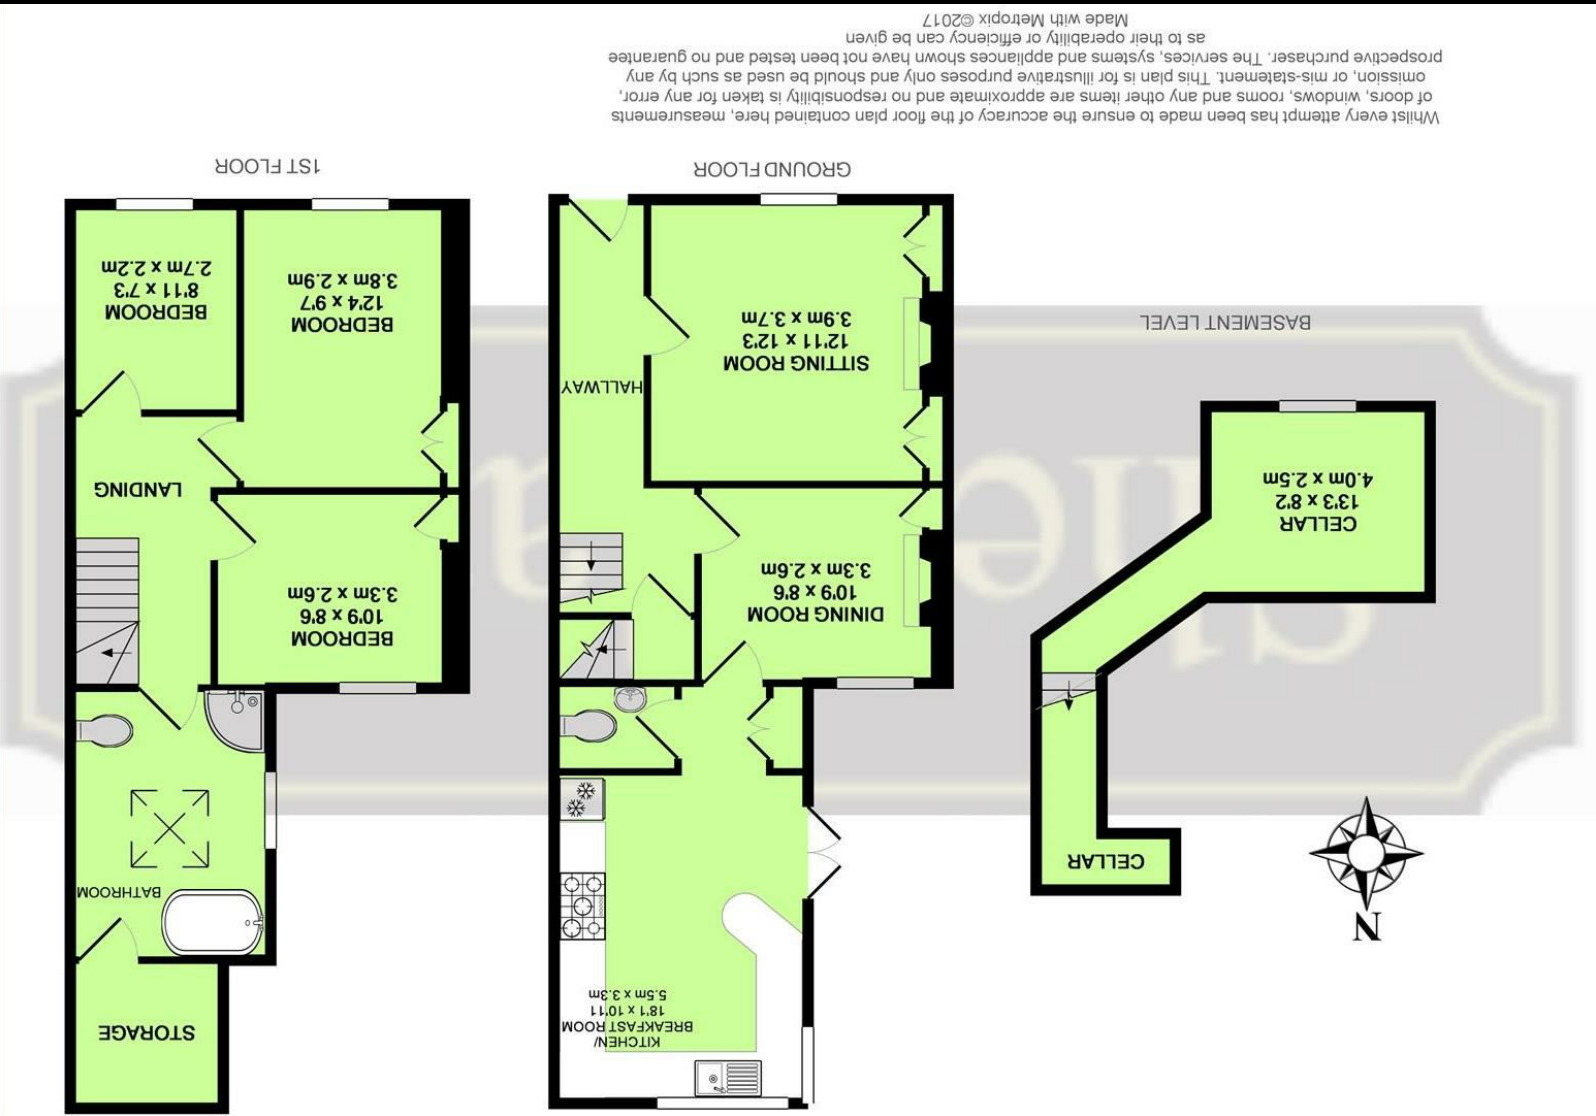 N
CELLAR
CELLAR
13'3 x 8'2
4.0m x 2.5m
BASEMENT LEVEL
KITCHEN/
BREAKFAST ROOM
18'1 x 10'11
5.5m x 3.3m
DINING ROOM
10'9 x 8'6
3.3m x 2.6m
HALLWAY
SITTING ROOM
12'11 x 12'3
3.9m x 3.7m
GROUND FLOOR
STORAGE
BATHROOM
BEDROOM
10'9 x 8'6
3.3m x 2.6m
LANDING
BEDROOM
12'4 x 9'7
3.8m x 2.9m
BEDROOM
8'11 x 7'3
2.7m x 2.2m
1ST FLOOR
Whilst every attempt has been made to ensure the accuracy of the floor plan contained here, measurements
of doors, windows, rooms and any other items are approximate and no responsibility is taken for any error,
omission, or mis-statement. This plan is for illustrative purposes only and should be used as such by any
prospective purchaser. The services, systems and appliances shown have not been tested and no guarantee
as to their operability or efficiency can be given
Made with Metropix ©2017